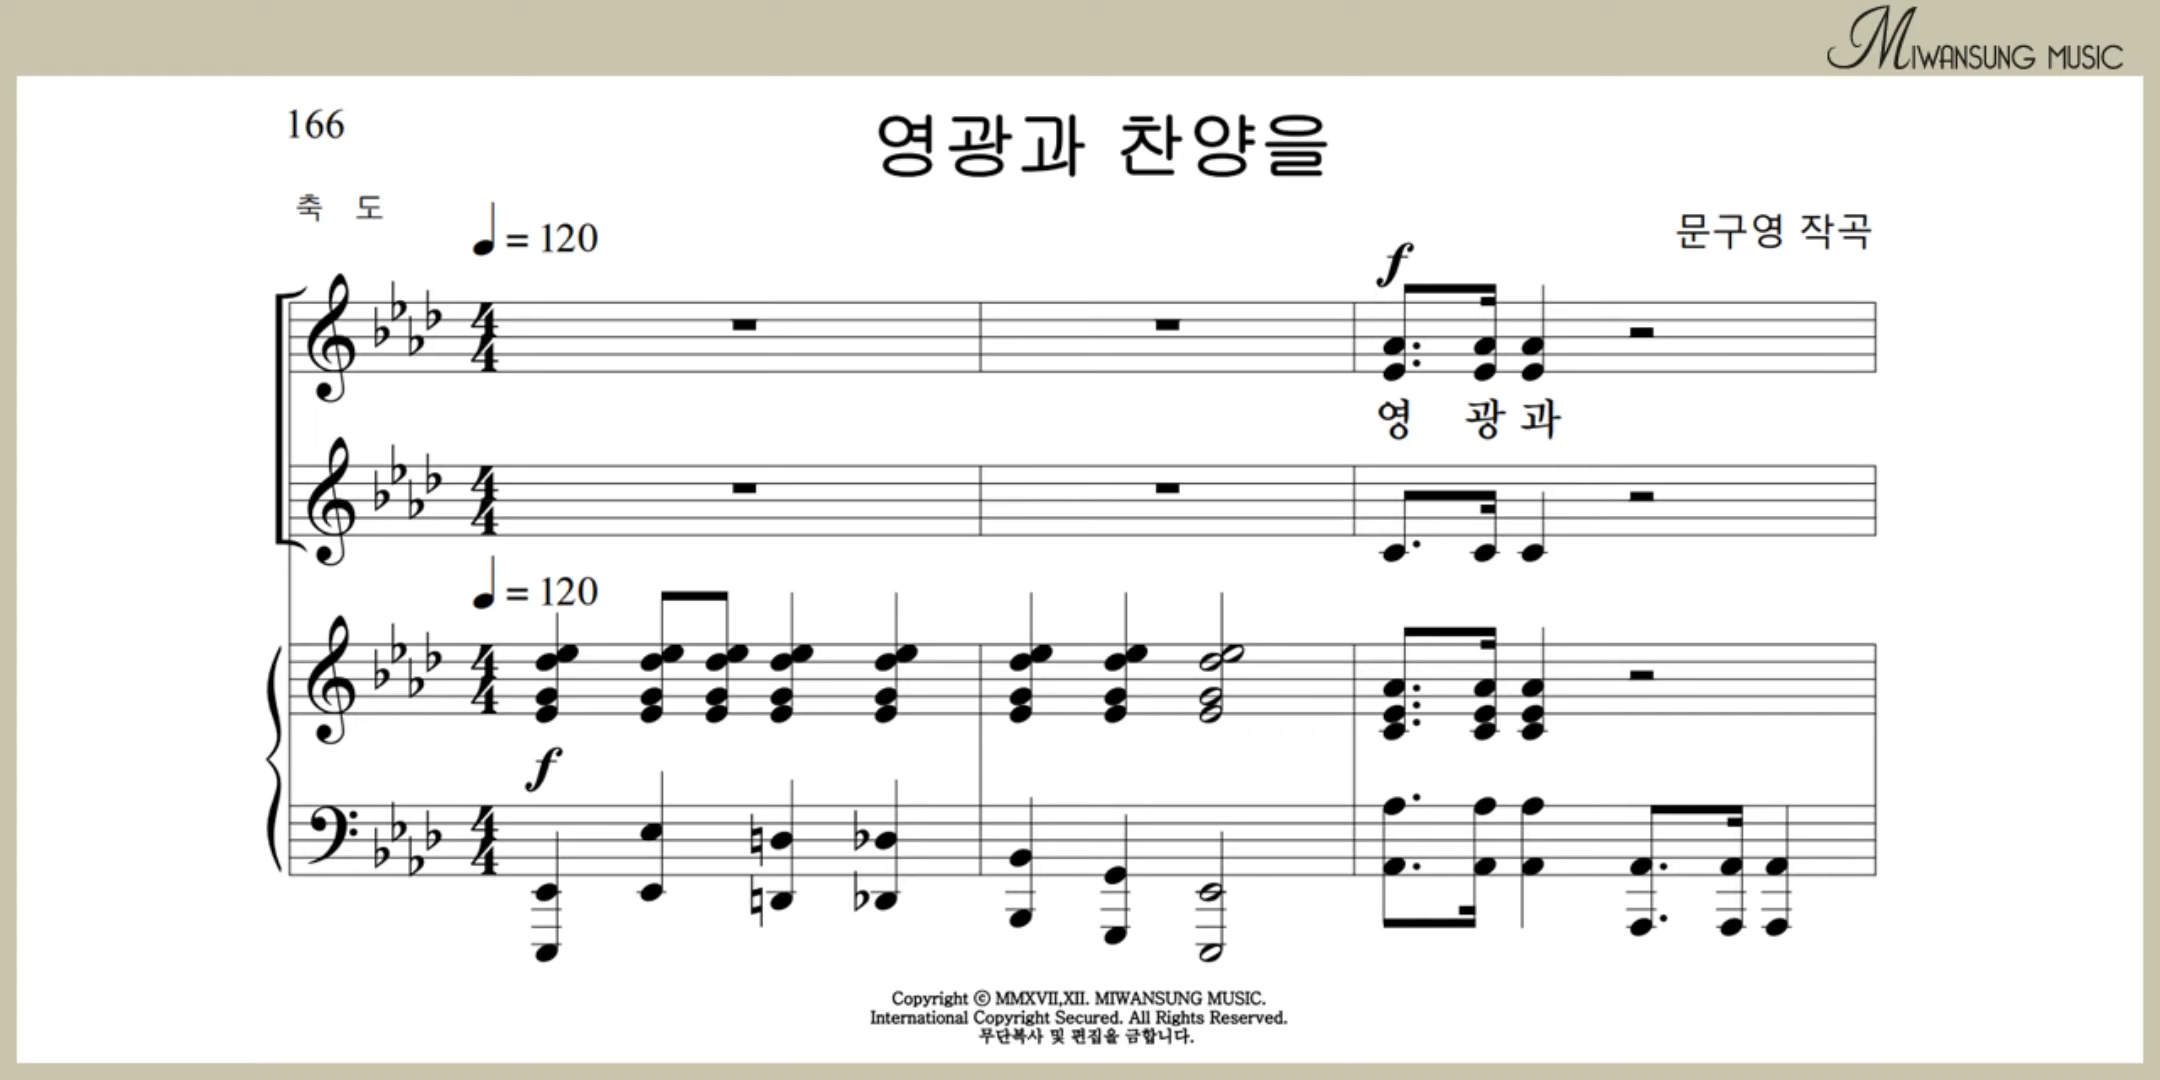 MIWANSUNG MUSIC
166
영광과 찬양을
축 도
= 120
문구영 작곡
f
영 광 과
= 120
f
Copyright ⓒ MMXVII,XII. MIWANSUNG MUSIC.
International Copyright Secured. All Rights Reserved.
무단복사 및 편집을 금합니다.